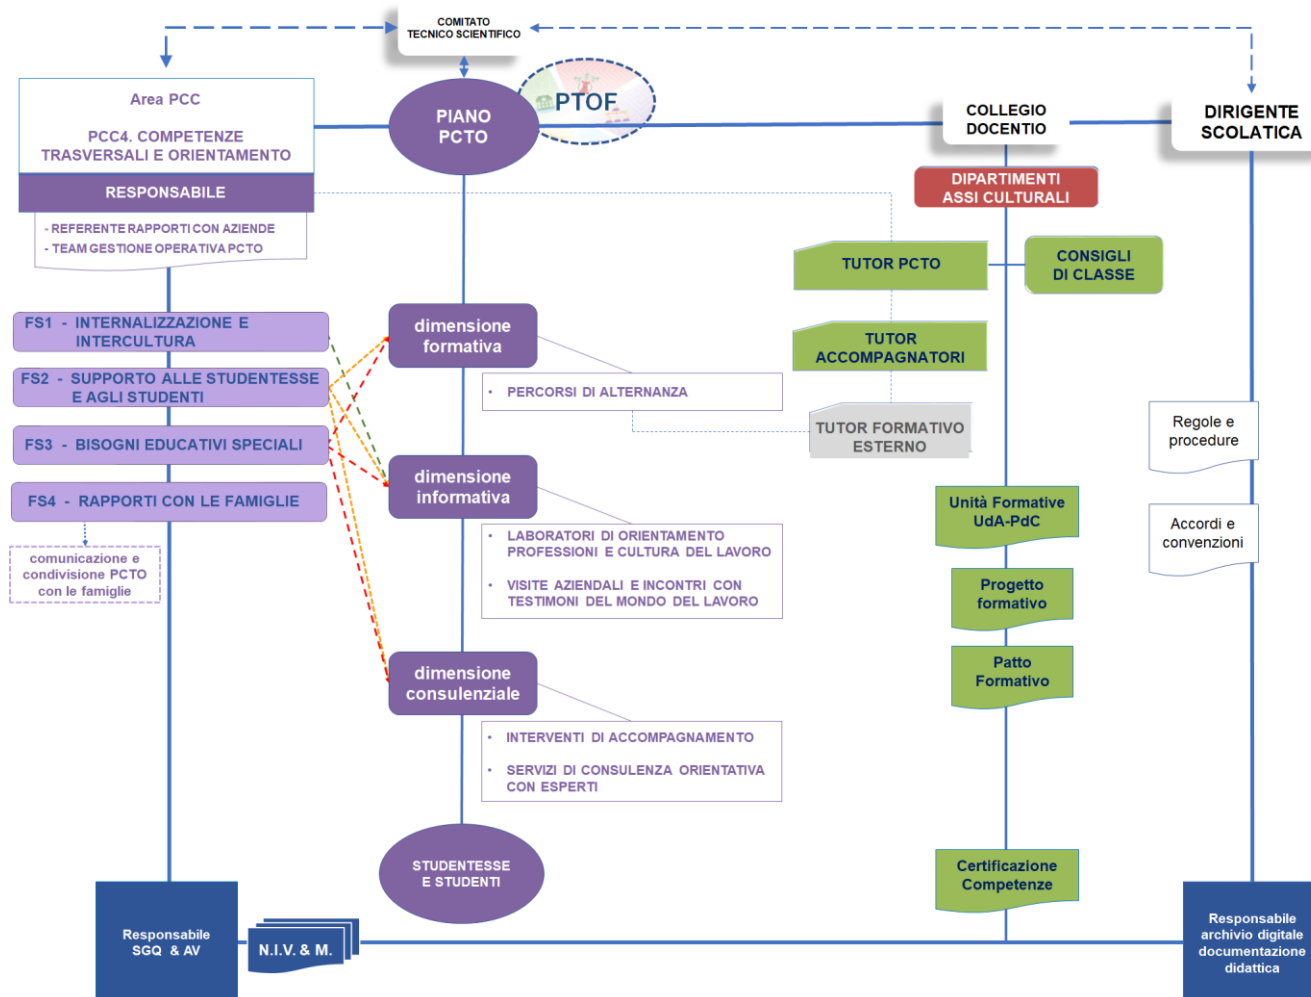 COMITATO
TECNICO SCIENTIFICO
Area PCC
PCC4. COMPETENZE
TRASVERSALI E ORIENTAMENTO
RESPONSABILE
- REFERENTE RAPPORTI CON AZIENDE
- TEAM GESTIONE OPERATIVA PCTO
PIANO
PCTO
PTOF
COLLEGIO
DOCENTIO
DIRIGENTE
SCOLATICA
DIPARTIMENTI
ASSI CULTURALI
TUTOR PCTO
CONSIGLI
DI CLASSE
TUTOR
ACCOMPAGNATORI
TUTOR FORMATIVO
ESTERNO
FS1 - INTERNALIZZAZIONE E
INTERCULTURA
FS2 - SUPPORTO ALLE STUDENTESSE
E AGLI STUDENTI
FS3 - BISOGNI EDUCATIVI SPECIALI
FS4 - RAPPORTI CON LE FAMIGLIE
comunicazione e
condivisione PCTO
con le famiglie
dimensione
formativa
• PERCORSI DI ALTERNANZA
dimensione
informativa
• LABORATORI DI ORIENTAMENTO
PROFESSIONI E CULTURA DEL LAVORO
• VISITE AZIENDALI E INCONTRI CON
TESTIMONI DEL MONDO DEL LAVORO
dimensione
consulenziale
• INTERVENTI DI ACCOMPAGNAMENTO
• SERVIZI DI CONSULENZA ORIENTATIVA
CON ESPERTI
STUDENTESSE
E STUDENTI
Regole e
procedure
Accordi e
convenzioni
Unità Formative
UdA-PdC
Progetto
formativo
Patto
Formativo
Certificazione
Competenze
Responsabile
SGQ & AV
N.I.V. & M.
Responsabile
archivio digitale
documentazione
didattica